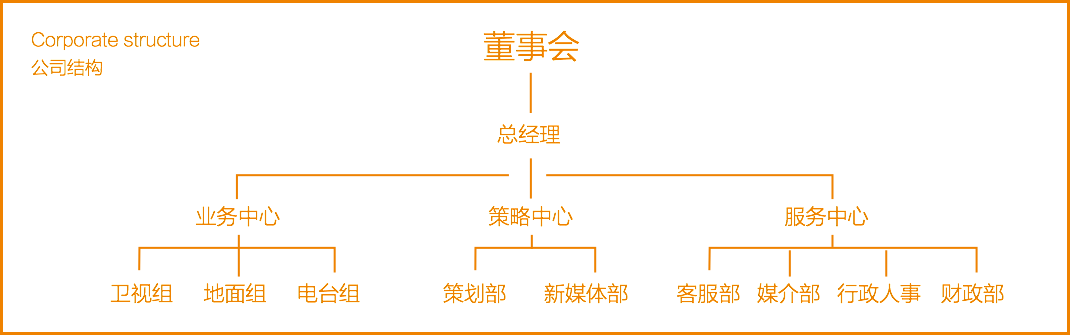 Corporate structure
公司结构
董事会
总经理
业务中心 策略中心 服务中心
卫视组 地面组 电台组 策划部 新媒体部 客服部 媒介部 行政人事 财政部